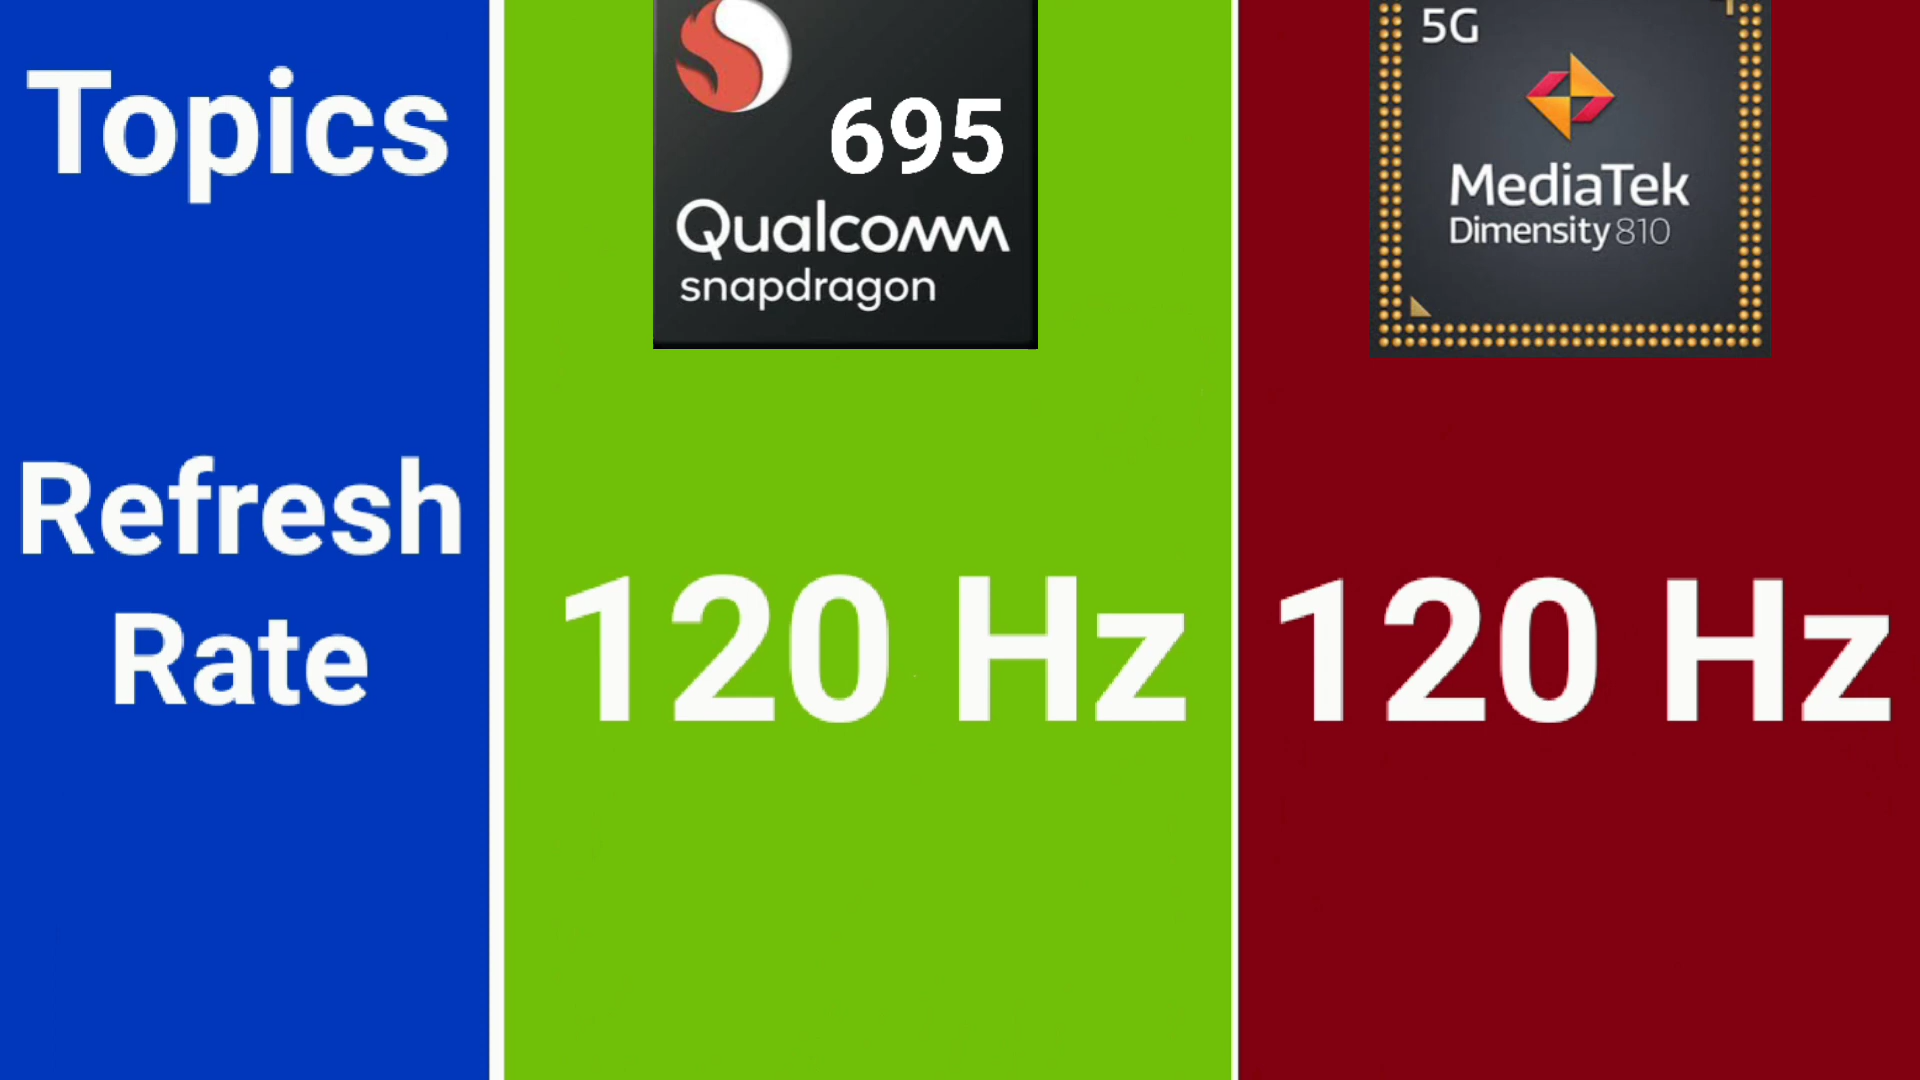 Topics
695
Qualcomm
snapdragon
5G
MediaTek
Dimensity 810
Refresh
Rate
120 Hz
120 Hz